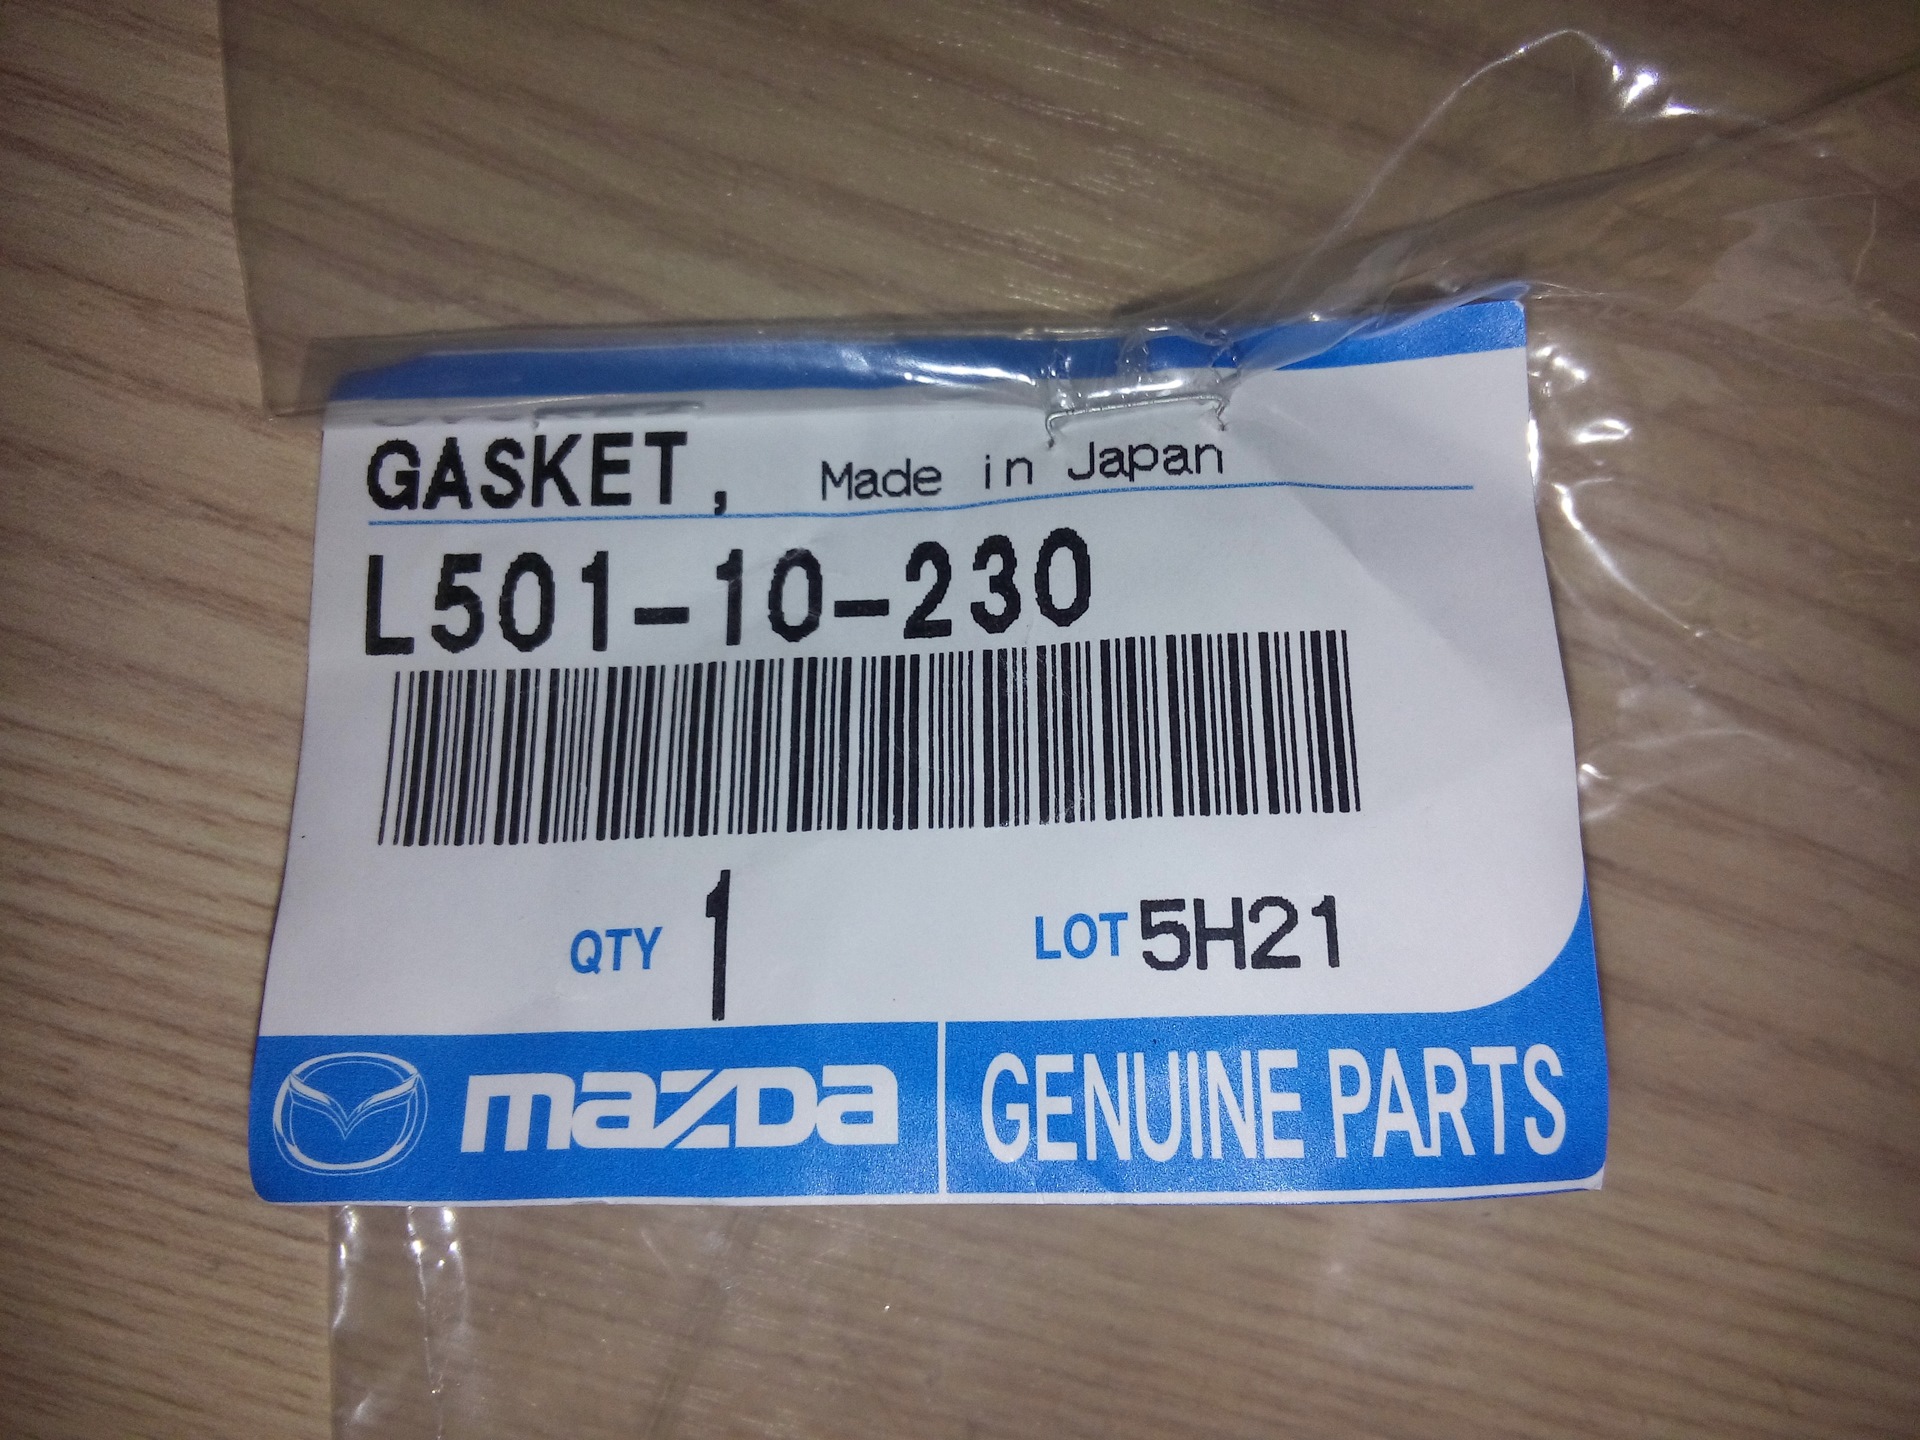 GASKET, Made in Japan
L501-10-230
QTY 1 LOT 5H21
mazda GENUINE PARTS